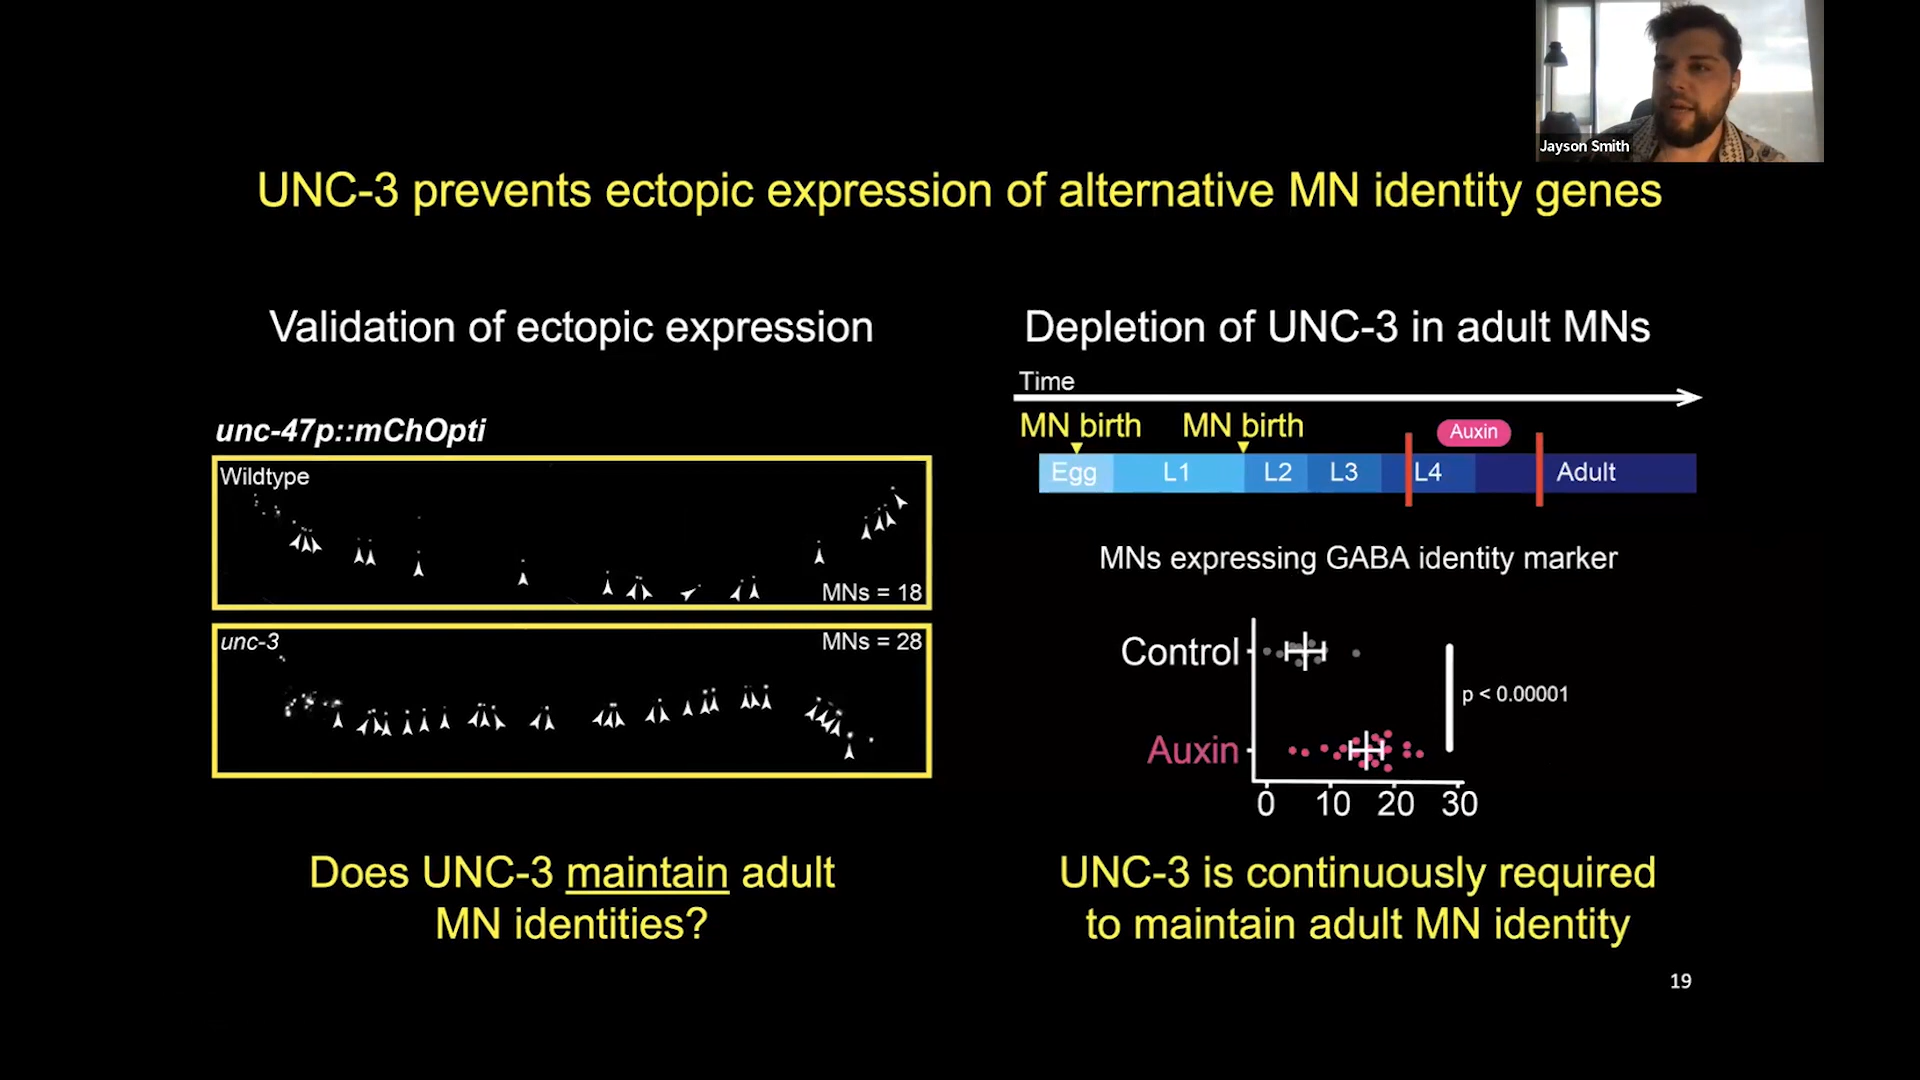 Jayson Smith
UNC-3 prevents ectopic expression of alternative MN identity genes
Validation of ectopic expression
unc-47p::mChOpti
Wildtype
MNs = 18
unc-3
MNs = 28
Does UNC-3 maintain adult
MN identities?
Depletion of UNC-3 in adult MNs
Time
MN birth MN birth
Auxin
Egg L1 L2 L3 L4 Adult
MNs expressing GABA identity marker
Control
p < 0.00001
Auxin
0 10 20 30
UNC-3 is continuously required
to maintain adult MN identity
19